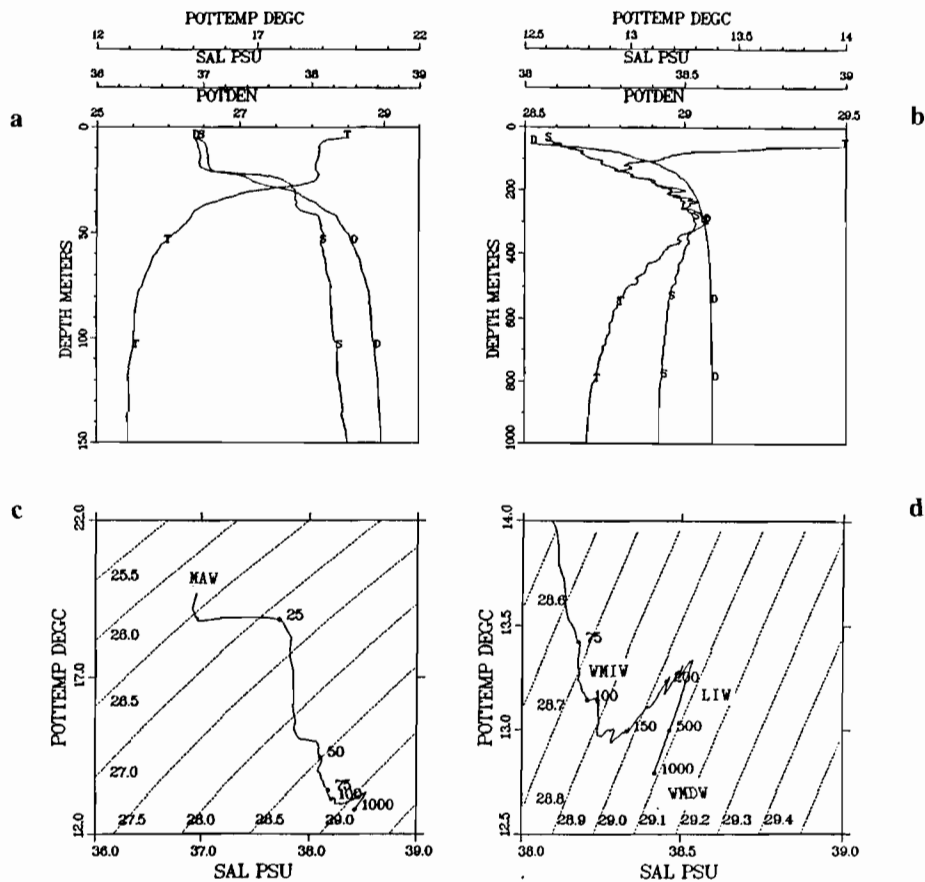 POTTEMP DEGC
12 17 22
SAL PSU
36 37 38 39
POTDEN
25 27 29
a
0
50
100
150
DEPTH METERS
DS T
T S D
T S D
POTTEMP DEGC
12.5 13 13.5 14
SAL PSU
38 38.5 39
POTDEN
28.5 29 29.5
b
0
200
400
600
800
1000
DEPTH METERS
D S T
D
T S D
T S D
c
22.0
17.0
12.0
POTTEMP DEGC
MAW
25.5
28.0
28.5
27.0
27.5 28.0 28.5 29.0
25
50
75
100
1000
36.0 37.0 38.0 39.0
SAL PSU
d
14.0
13.5
13.0
12.5
POTTEMP DEGC
28.6
28.7
28.8
28.9 29.0 29.1 29.2 29.3 29.4
75
WMIW
100
150
200
LIW
500
1000
WMDW
38.0 38.5 39.0
SAL PSU